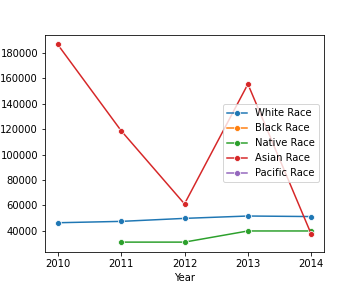 180000
160000
140000
120000
100000
80000
60000
40000
White Race
Black Race
Native Race
Asian Race
Pacific Race
2010 2011 2012 2013 2014
Year